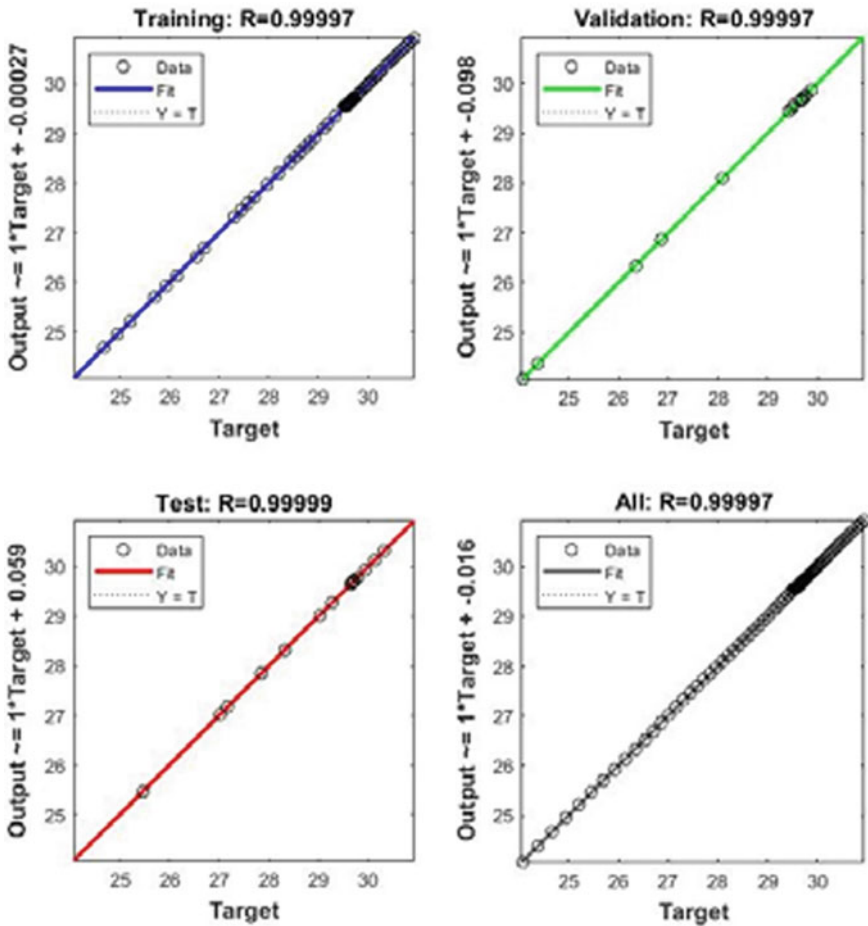 Training: R=0.99997
Output ~= 1*Target + -0.00027
Data
Fit
Y = T
30
29
28
27
26
25
25 26 27 28 29 30
Target
Validation: R=0.99997
Output ~= 1*Target + -0.098
Data
Fit
Y = T
30
29
28
27
26
25
25 26 27 28 29 30
Target
Test: R=0.99999
Output ~= 1*Target + 0.059
Data
Fit
Y = T
30
29
28
27
26
25
25 26 27 28 29 30
Target
All: R=0.99997
Output ~= 1*Target + -0.016
Data
Fit
Y = T
30
29
28
27
26
25
25 26 27 28 29 30
Target